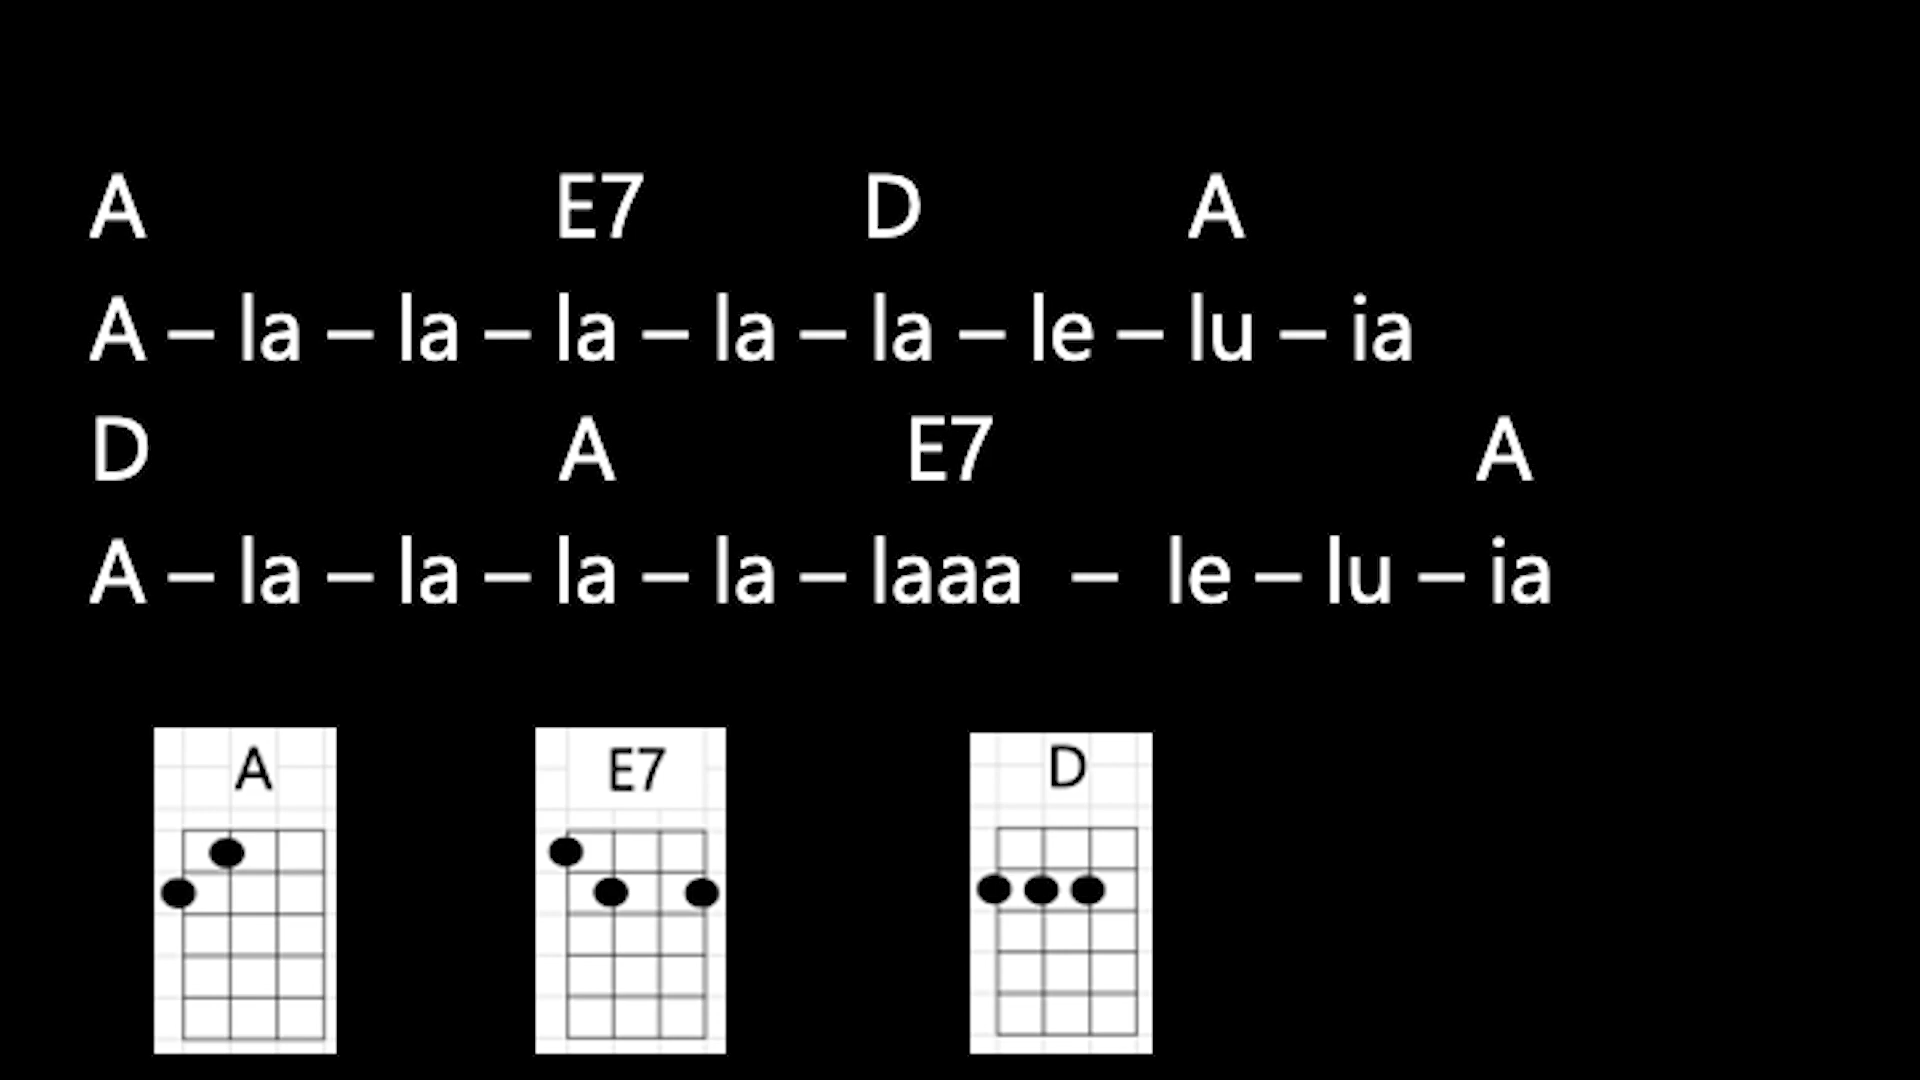 A E7 D A
A – la – la – la – la – la – le – lu – ia
D A E7 A
A – la – la – la – la – laaa – le – lu – ia
A E7 D